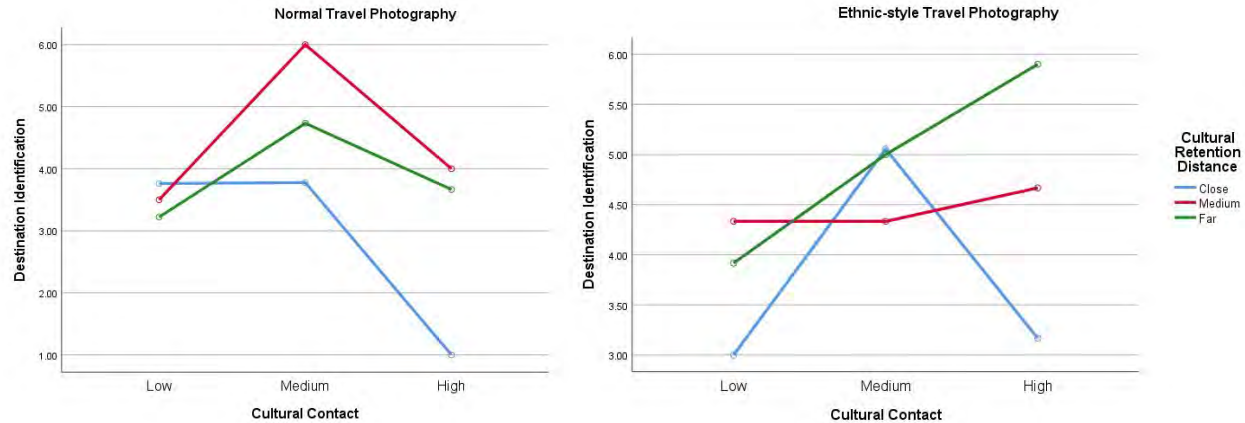 Normal Travel Photography
Destination Identification
6.00
5.00
4.00
3.00
2.00
1.00
Low Medium High
Cultural Contact
Ethnic-style Travel Photography
Destination Identification
6.00
5.50
5.00
4.50
4.00
3.50
3.00
Low Medium High
Cultural Contact
Cultural
Retention
Distance
Close
Medium
Far